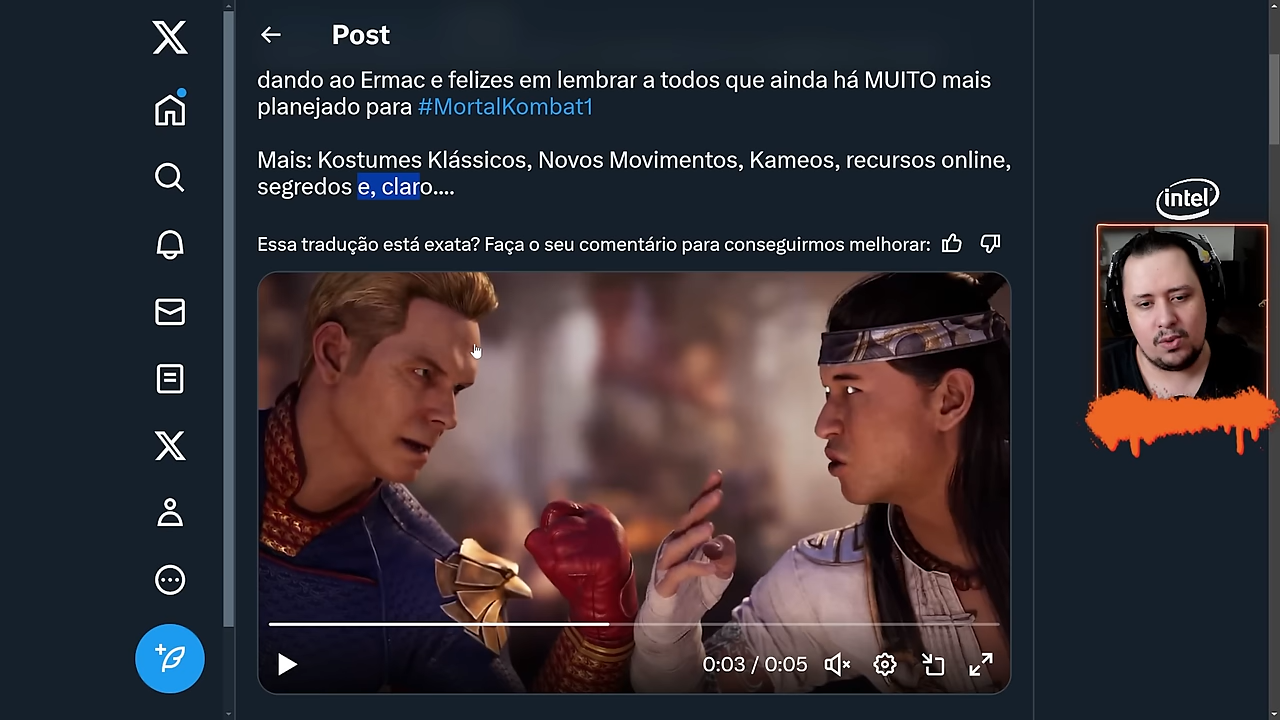 Post
dando ao Ermac e felizes em lembrar a todos que ainda há MUITO mais
planejado para #MortalKombat1
Mais: Kostumes Klássicos, Novos Movimentos, Kameos, recursos online,
segredos e, claro....
Essa tradução está exata? Faça o seu comentário para conseguirmos melhorar:
intel
0:03 / 0:05